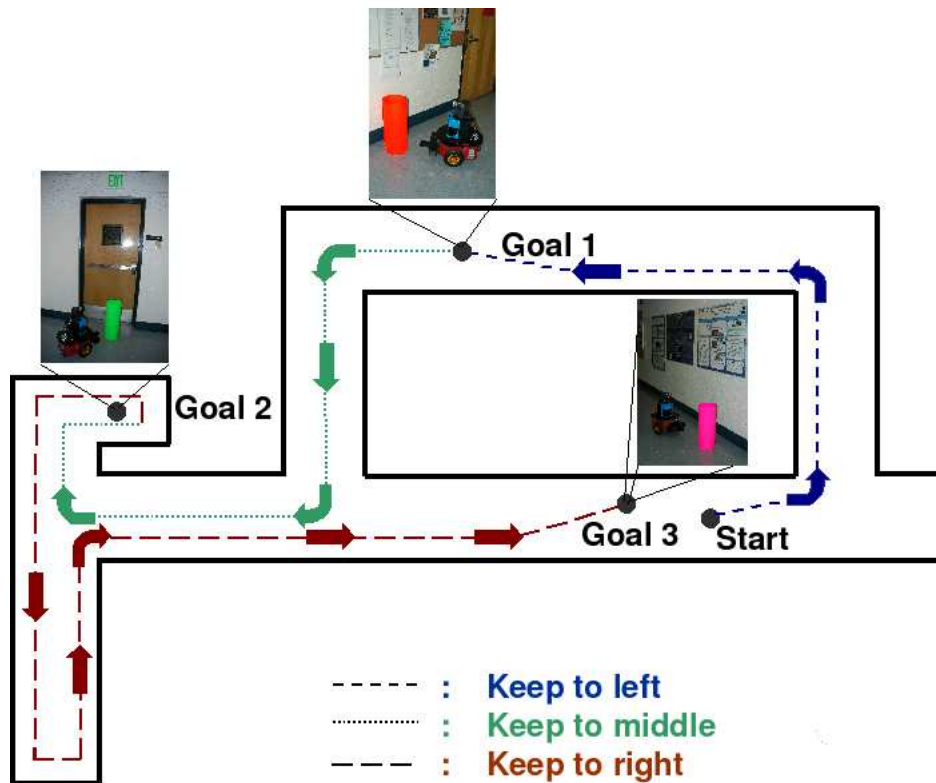 EXIT
Goal 1
Goal 2
Goal 3
Start
: Keep to left
: Keep to middle
: Keep to right